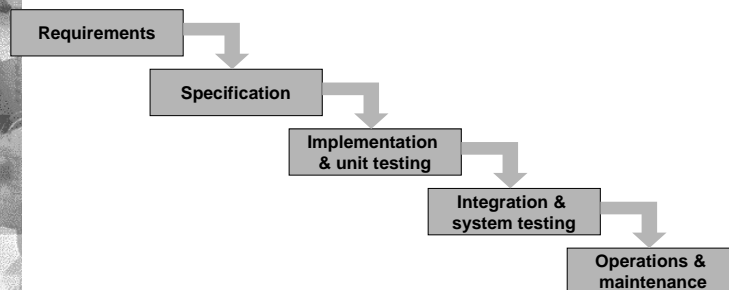 Requirements
Specification
Implementation
& unit testing
Integration &
system testing
Operations &
maintenance